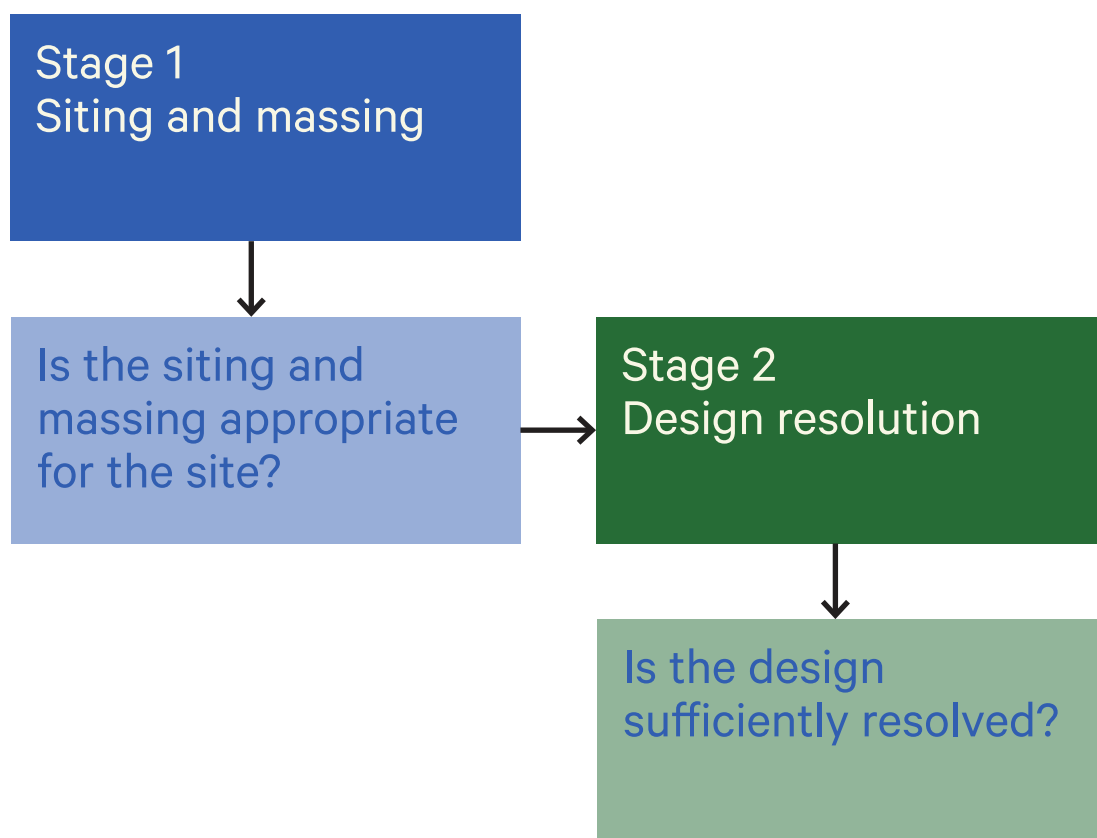 Stage 1
Siting and massing
Is the siting and
massing appropriate
for the site?
Stage 2
Design resolution
Is the design
sufficiently resolved?